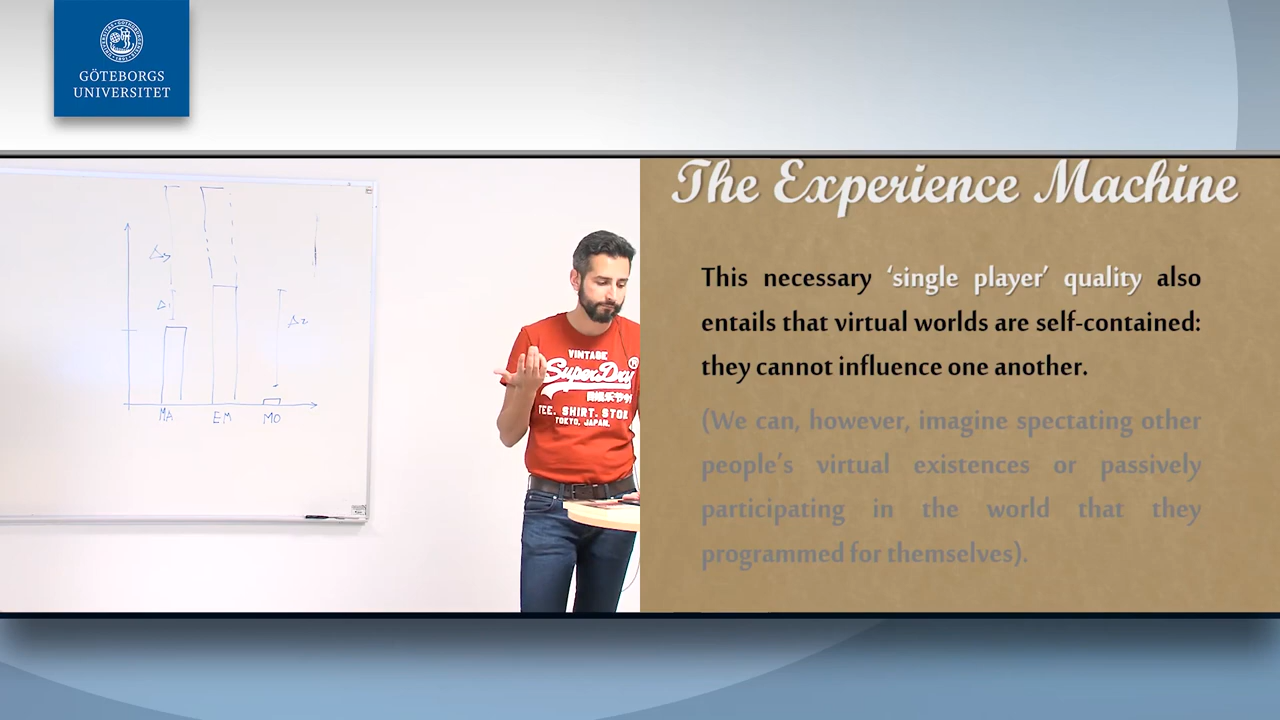 GÖTEBORGS
UNIVERSITET
The Experience Machine
This necessary ‘single player’ quality also
entails that virtual worlds are self-contained:
they cannot influence one another.
(We can, however, imagine spectating other
people’s virtual existences or passively
participating in the world that they
programmed for themselves).
MA EM MO
VINTAGE
SuperDry
TEE. SHIRT. STOK
TOKYO, JAPAN.